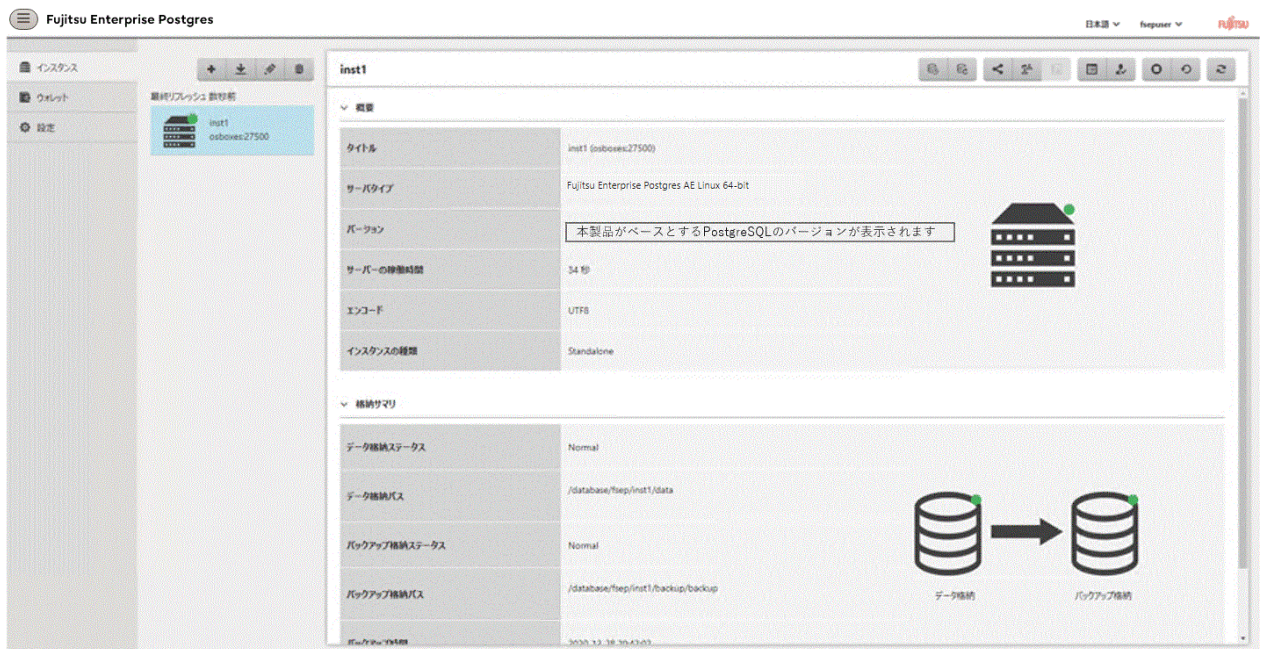 Fujitsu Enterprise Postgres
日本語
fsepuser
FUJITSU
インスタンス
ウォレット
設定
最終リフレッシュ 数秒前
inst1
osboxes:27500
inst1
概要
タイトル
inst1 (osboxes:27500)
サーバタイプ
Fujitsu Enterprise Postgres AE Linux 64-bit
バージョン
本製品がベースとするPostgreSQLのバージョンが表示されます
サーバーの稼働時間
34 秒
エンコード
UTF8
インスタンスの種類
Standalone
格納サマリ
データ格納ステータス
Normal
データ格納パス
/database/fsep/inst1/data
バックアップ格納ステータス
Normal
バックアップ格納パス
/database/fsep/inst1/backup/backup
データ格納
バックアップ格納
バックアップ時間